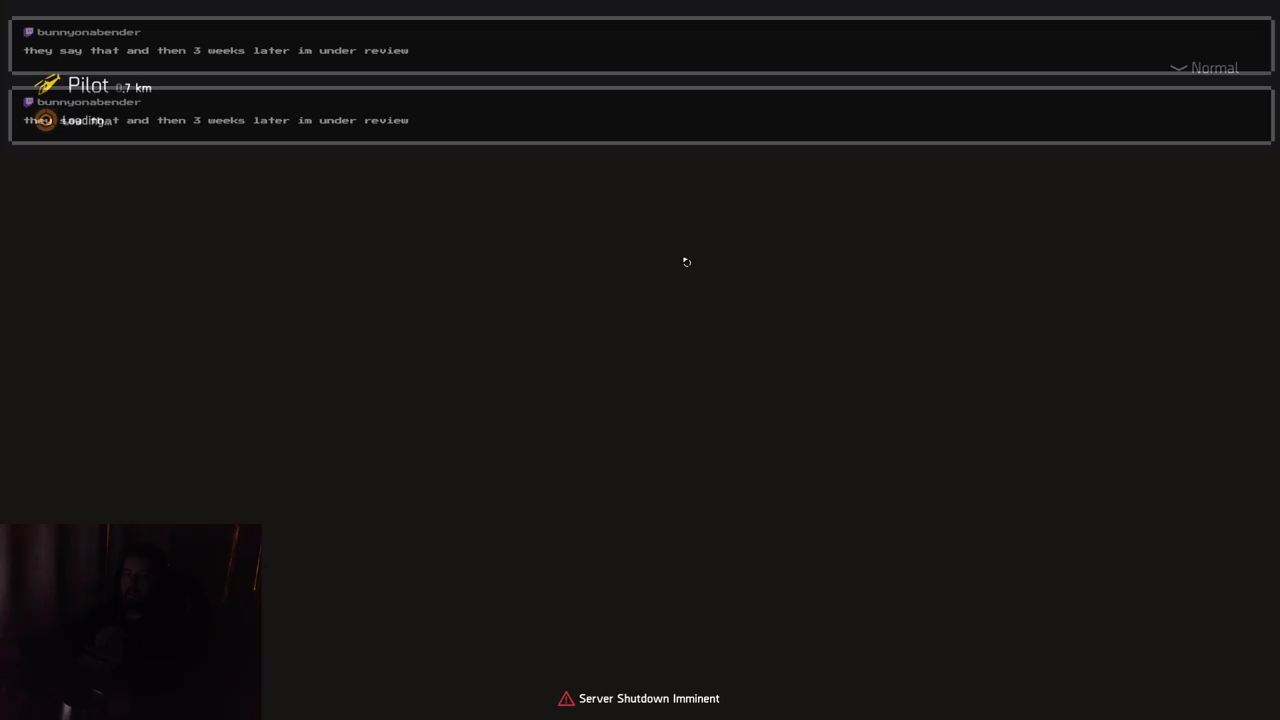 bunnyonabender
they say that and then 3 weeks later im under review
Normal
Pilot 0.7 km
bunnyonabender
they say that and then 3 weeks later im under review
Loading...
Server Shutdown Imminent